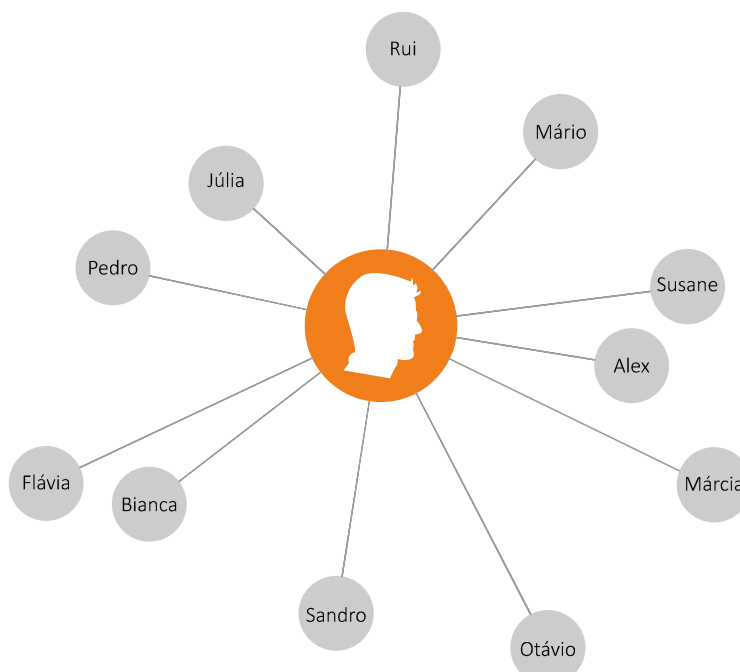 Rui
Mário
Júlia
Pedro
Susane
Alex
Flávia
Bianca
Márcia
Sandro
Otávio